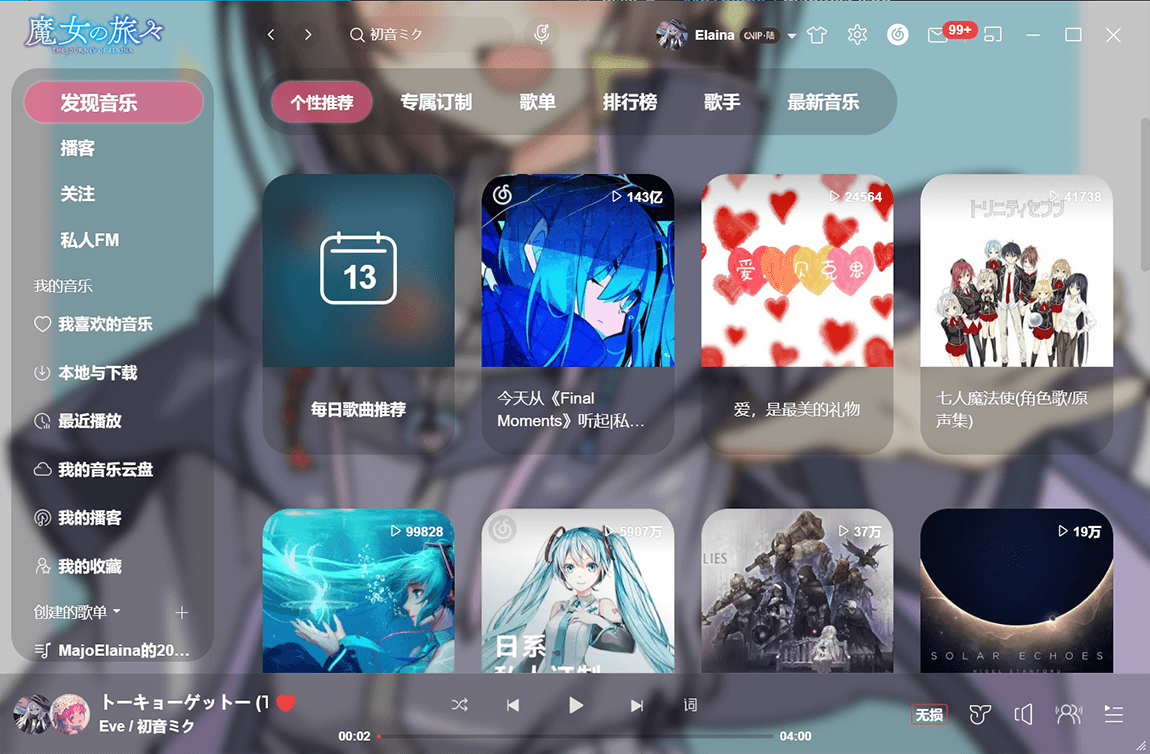 魔女の旅々
THE JOURNEY OF ELAINA
初音ミク
Elaina
VIP·陆
99+
发现音乐
播客
关注
私人FM
我的音乐
我喜欢的音乐
本地与下载
最近播放
我的音乐云盘
我的播客
我的收藏
创建的歌单
MajoElaina的20...
个性推荐 专属订制 歌单 排行榜 歌手 最新音乐
13
每日歌曲推荐
143亿
今天从《Final
Moments》听起|私...
24564
爱，贝克思
爱，是最美的礼物
41738
トリニティセブン
七人魔法使(角色歌/原
声集)
99828
5907万
日系
私人订制
37万
LIES
19万
SOLAR ECHOES
NIGEL STANFORD
トーキョーゲットー (T
Eve / 初音ミク
词
00:02
04:00
无损